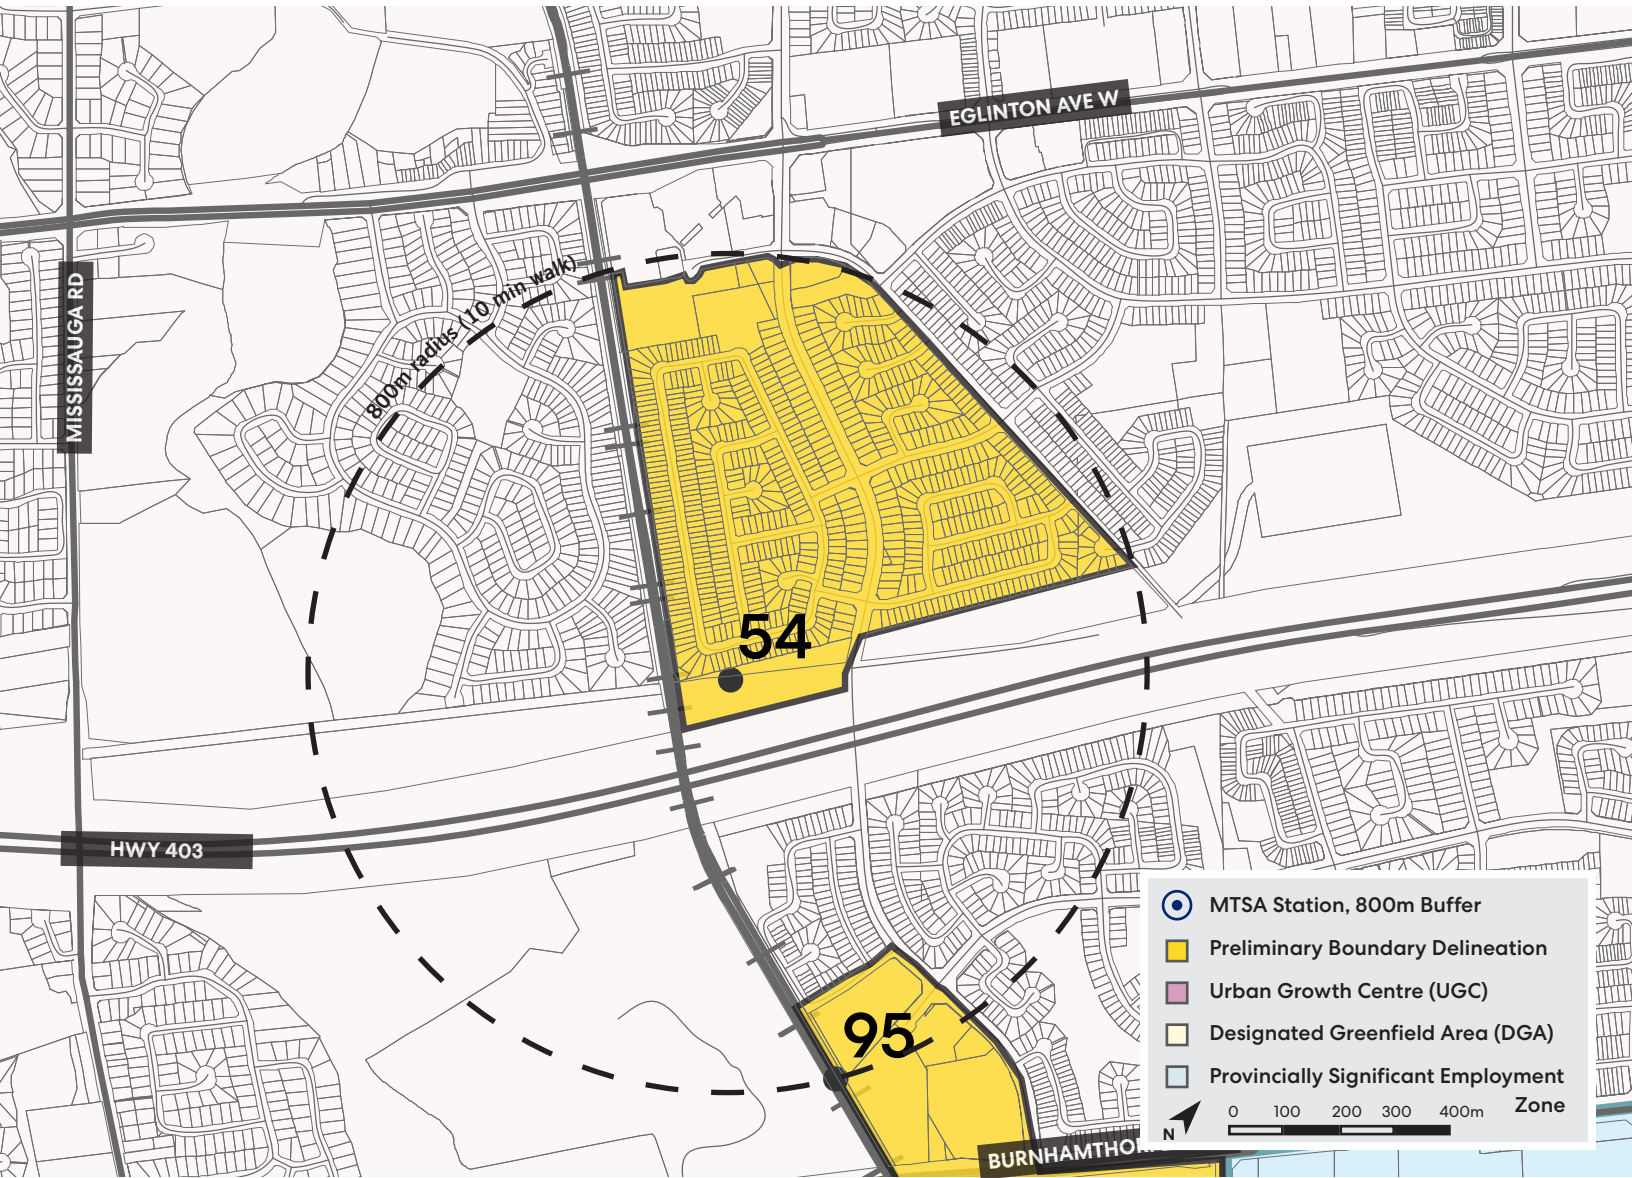 EGLINTON AVE W
800m radius (10 min walk)
MISSISSAUGA RD
54
HWY 403
MTSA Station, 800m Buffer
Preliminary Boundary Delineation
Urban Growth Centre (UGC)
Designated Greenfield Area (DGA)
Provincially Significant Employment
Zone
95
0 100 200 300 400m
N